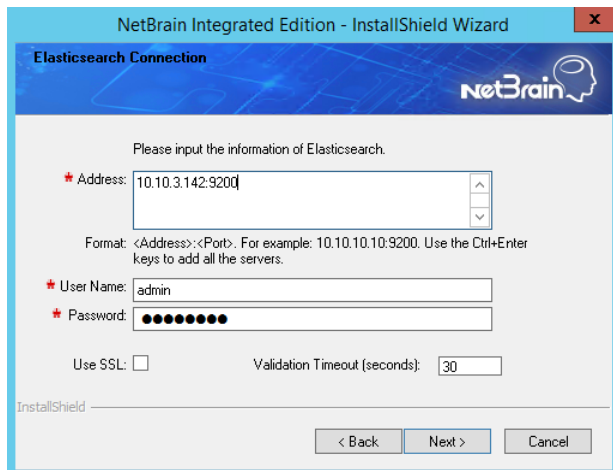 NetBrain Integrated Edition - InstallShield Wizard
x
Elasticsearch Connection
NetBrain
Please input the information of Elasticsearch.
* Address: 10.10.3.142:9200
Format: <Address>:<Port>. For example: 10.10.10.10:9200. Use the Ctrl+Enter
keys to add all the servers.
* User Name: admin
* Password: ●●●●●●●●
Use SSL: Validation Timeout (seconds): 30
InstallShield
< Back Next > Cancel